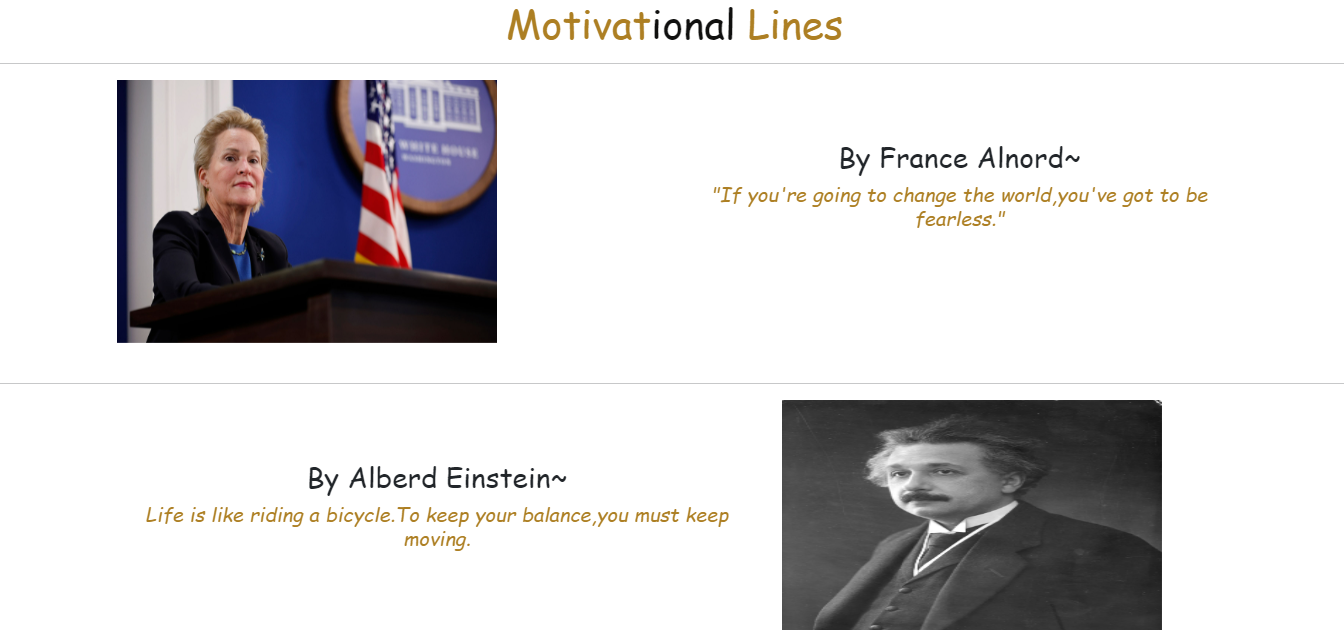 Motivational Lines
WHITE HOUSE
WASHINGTON
By France Alnord~
"If you're going to change the world,you've got to be
fearless."
By Alberd Einstein~
Life is like riding a bicycle.To keep your balance,you must keep
moving.